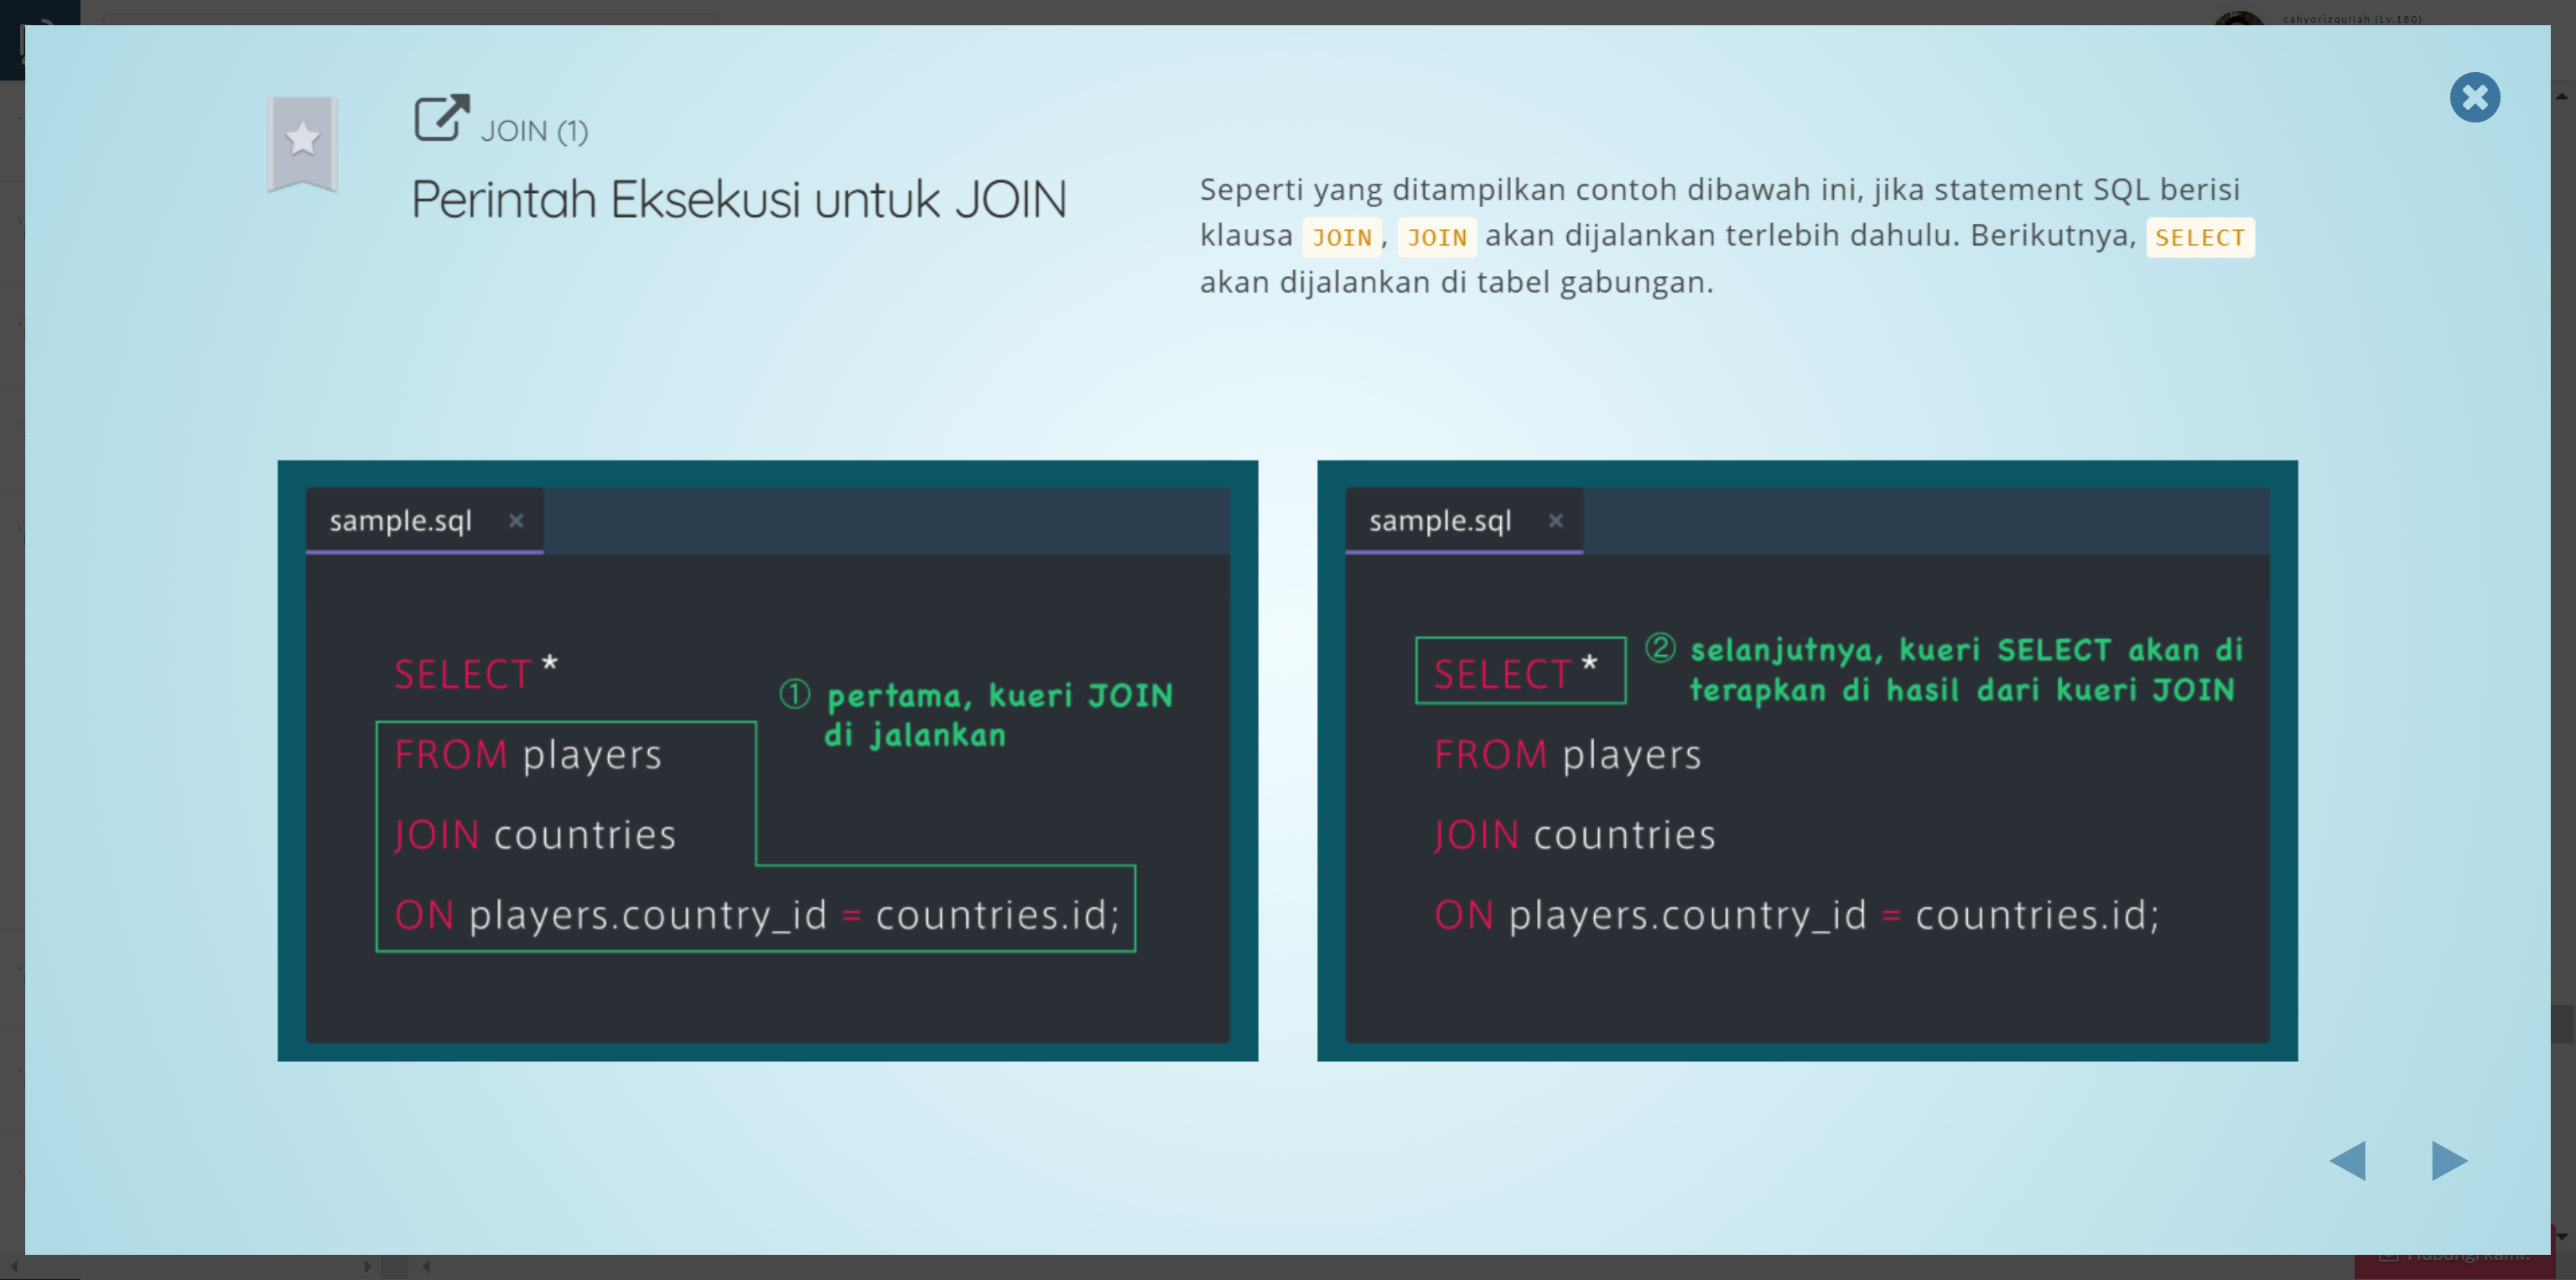 cahyorizqullah (Lv.180)
JOIN (1)
Perintah Eksekusi untuk JOIN
Seperti yang ditampilkan contoh dibawah ini, jika statement SQL berisi
klausa JOIN, JOIN akan dijalankan terlebih dahulu. Berikutnya, SELECT
akan dijalankan di tabel gabungan.
sample.sql ×
SELECT *
① pertama, kueri JOIN
di jalankan
FROM players
JOIN countries
ON players.country_id = countries.id;
sample.sql ×
SELECT *
② selanjutnya, kueri SELECT akan di
terapkan di hasil dari kueri JOIN
FROM players
JOIN countries
ON players.country_id = countries.id;